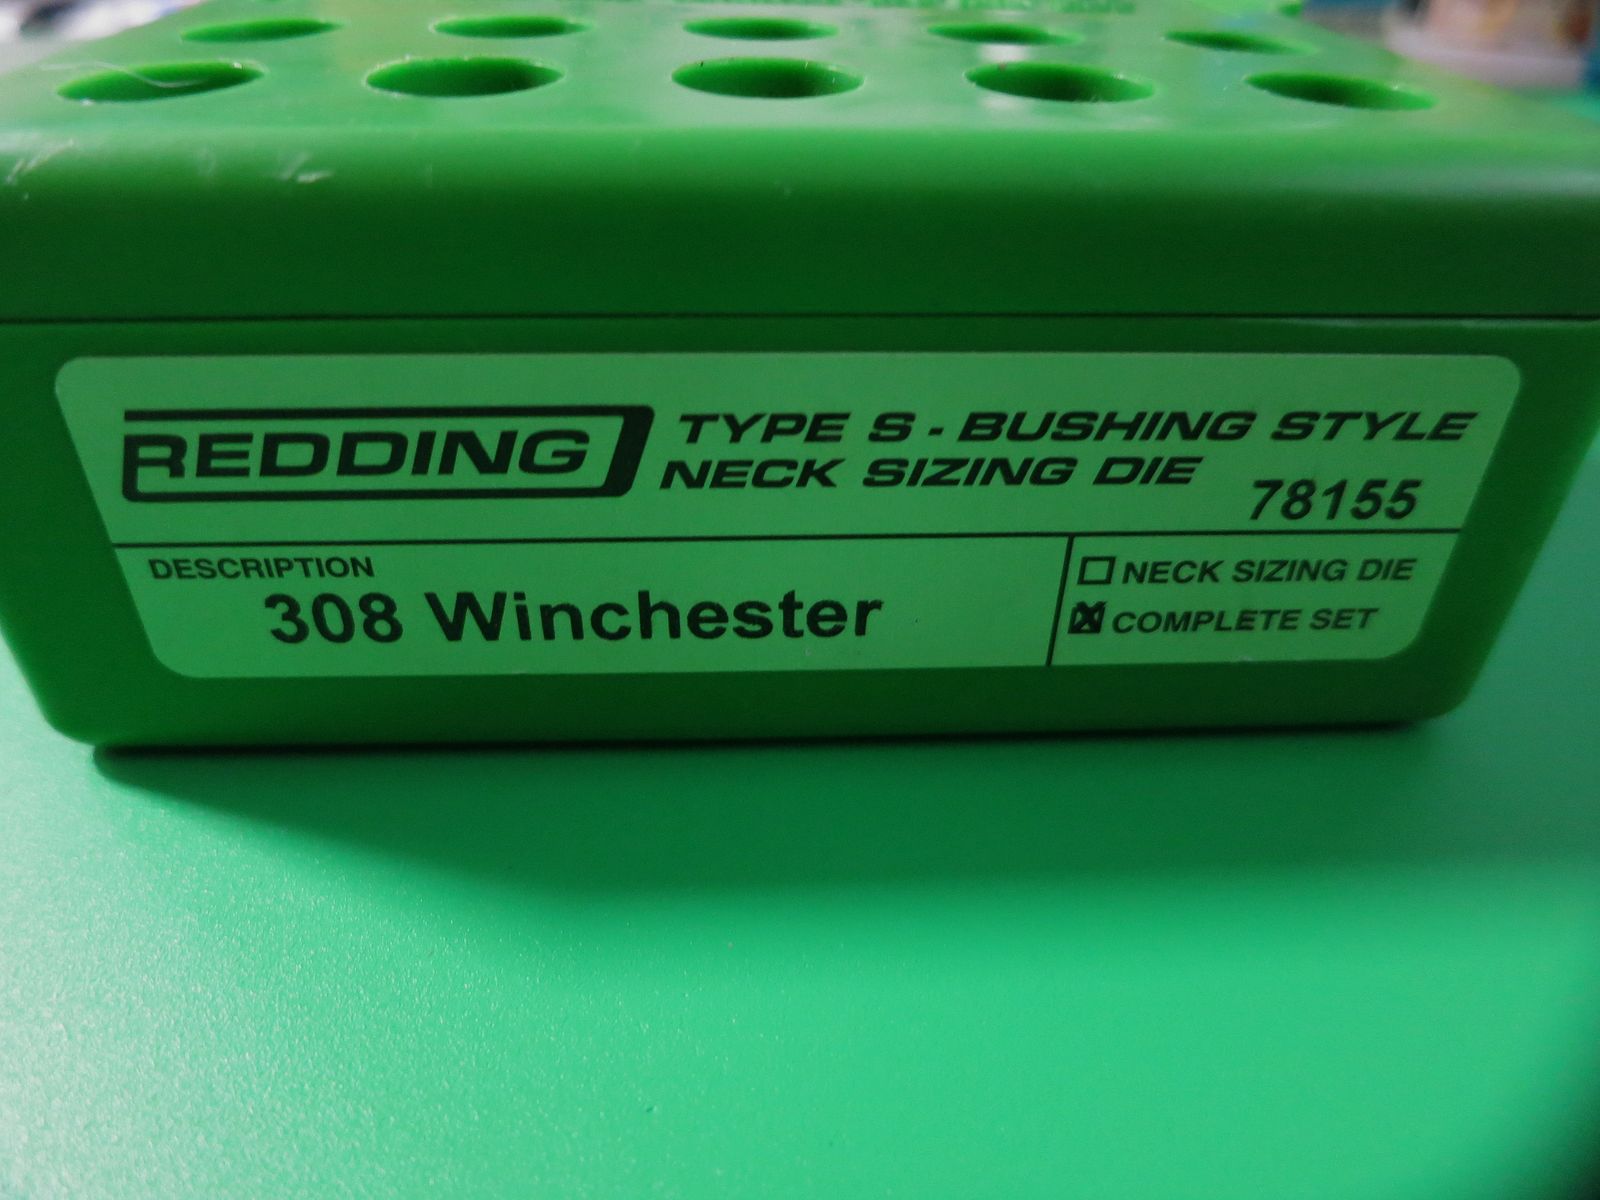 REDDING
TYPE S - BUSHING STYLE
NECK SIZING DIE
78155
DESCRIPTION
308 Winchester
NECK SIZING DIE
COMPLETE SET